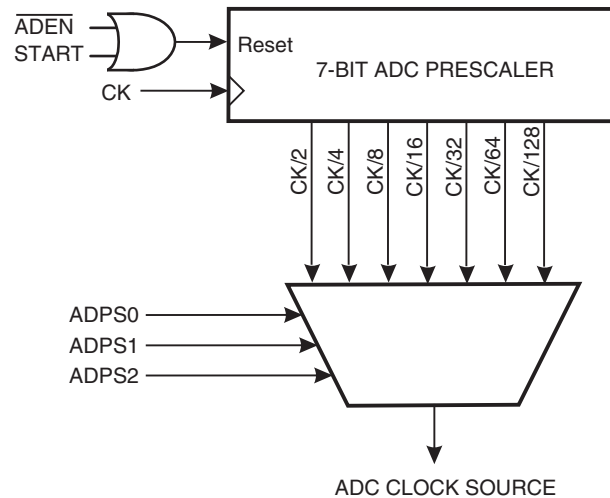 ADEN
START
Reset
7-BIT ADC PRESCALER
CK
CK/2
CK/4
CK/8
CK/16
CK/32
CK/64
CK/128
ADPS0
ADPS1
ADPS2
ADC CLOCK SOURCE